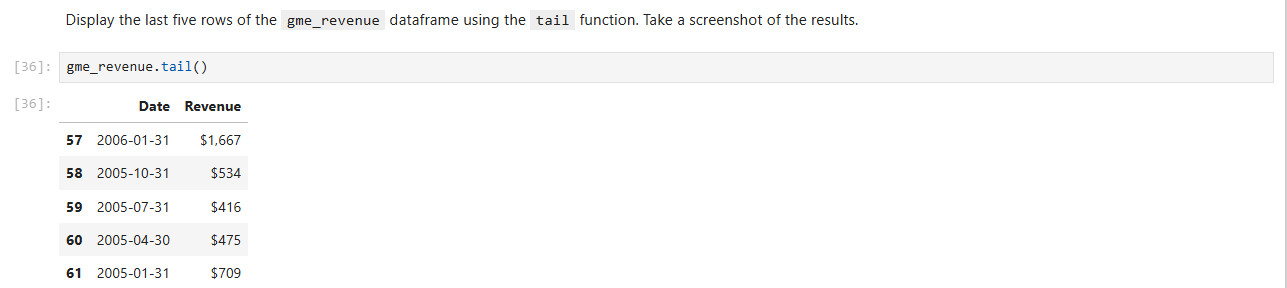 Display the last five rows of the gme_revenue dataframe using the tail function. Take a screenshot of the results.
[36]: gme_revenue.tail()
[36]:
Date Revenue
57 2006-01-31 $1,667
58 2005-10-31 $534
59 2005-07-31 $416
60 2005-04-30 $475
61 2005-01-31 $709